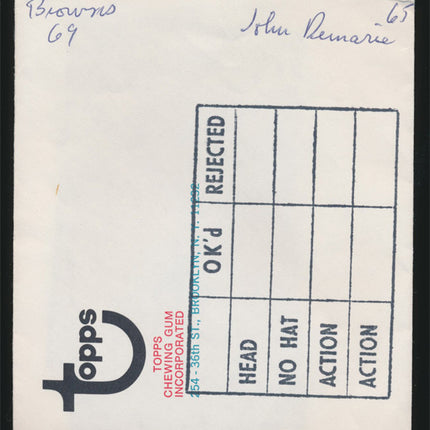 Browns
69
65
John Demarie
topps
TOPPS
CHEWING GUM
INCORPORATED
254 - 36th ST., BROOKLYN, N. Y. 11232
OK'd REJECTED
HEAD
NO HAT
ACTION
ACTION